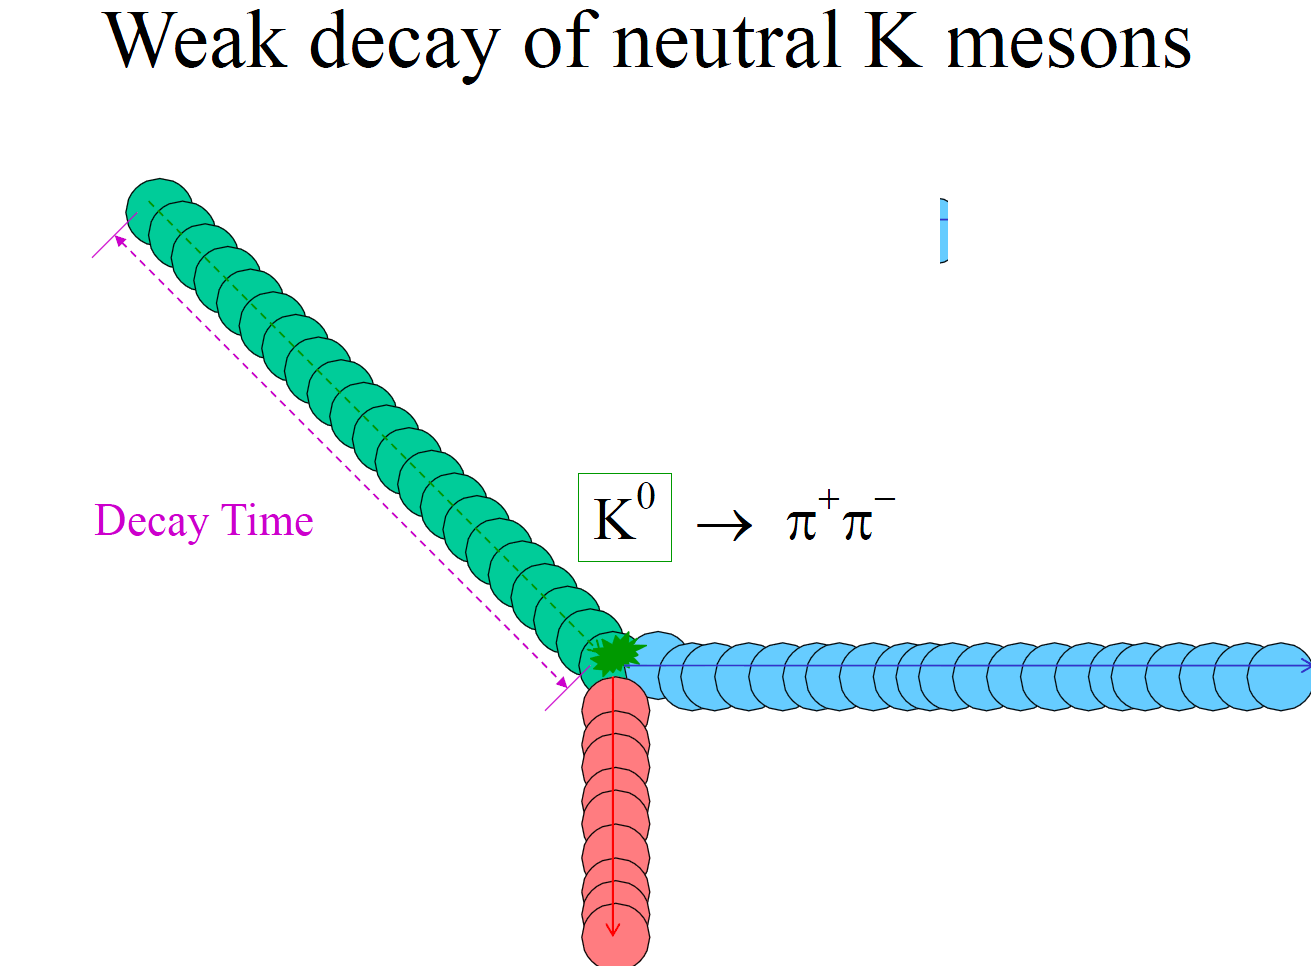 Weak decay of neutral K mesons
K⁰ → π⁺π⁻
Decay Time